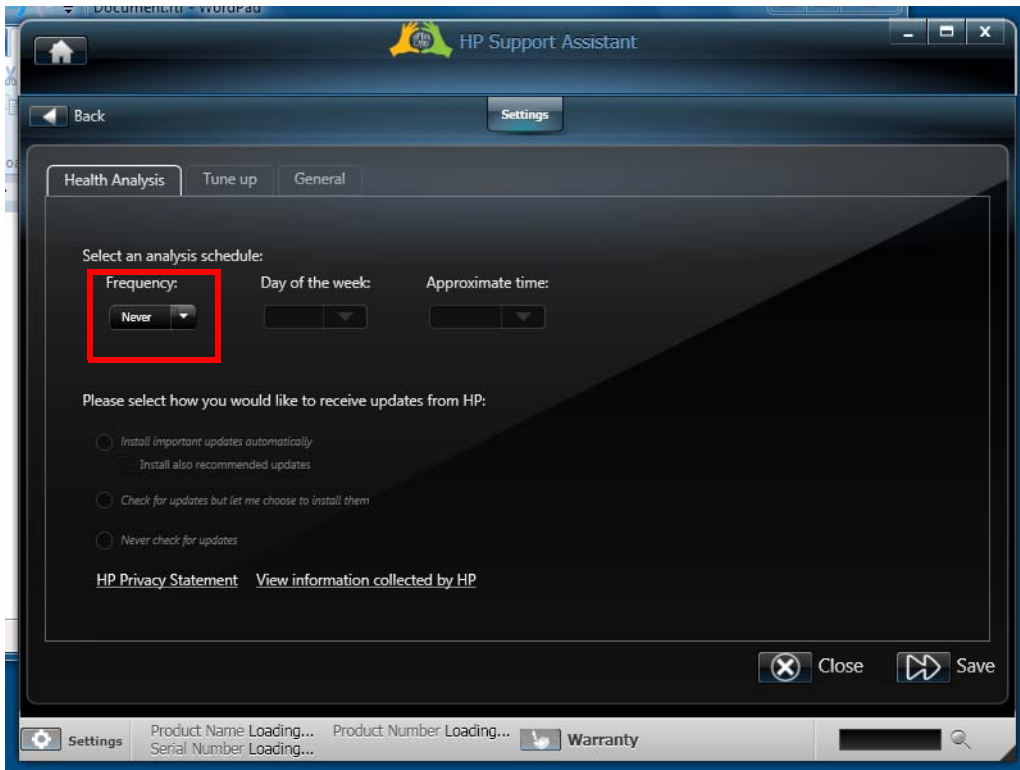 Document.rtf - WordPad
HP Support Assistant
Back
Settings
Health Analysis Tune up General
Select an analysis schedule:
Frequency: Day of the week: Approximate time:
Never
Please select how you would like to receive updates from HP:
Install important updates automatically
Install also recommended updates
Check for updates but let me choose to install them
Never check for updates
HP Privacy Statement View information collected by HP
Close Save
Settings Product Name Loading... Product Number Loading... Warranty
Serial Number Loading...